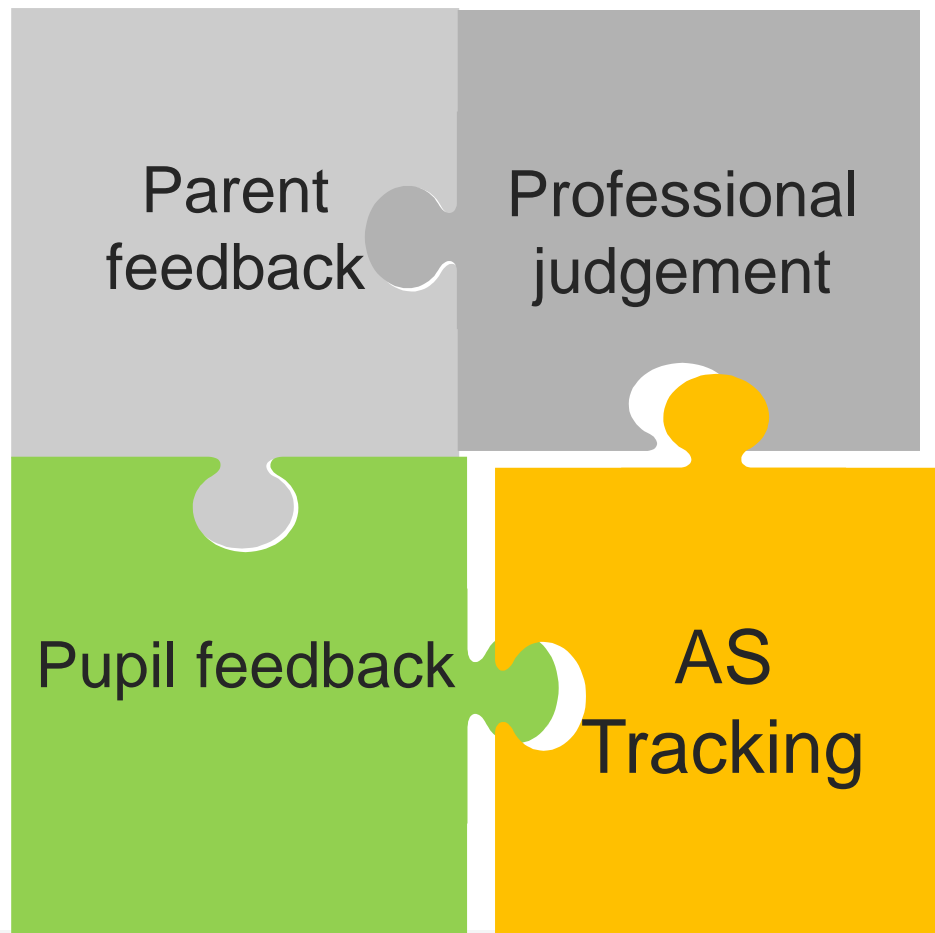 Parent
feedback
Professional
judgement
Pupil feedback
AS
Tracking